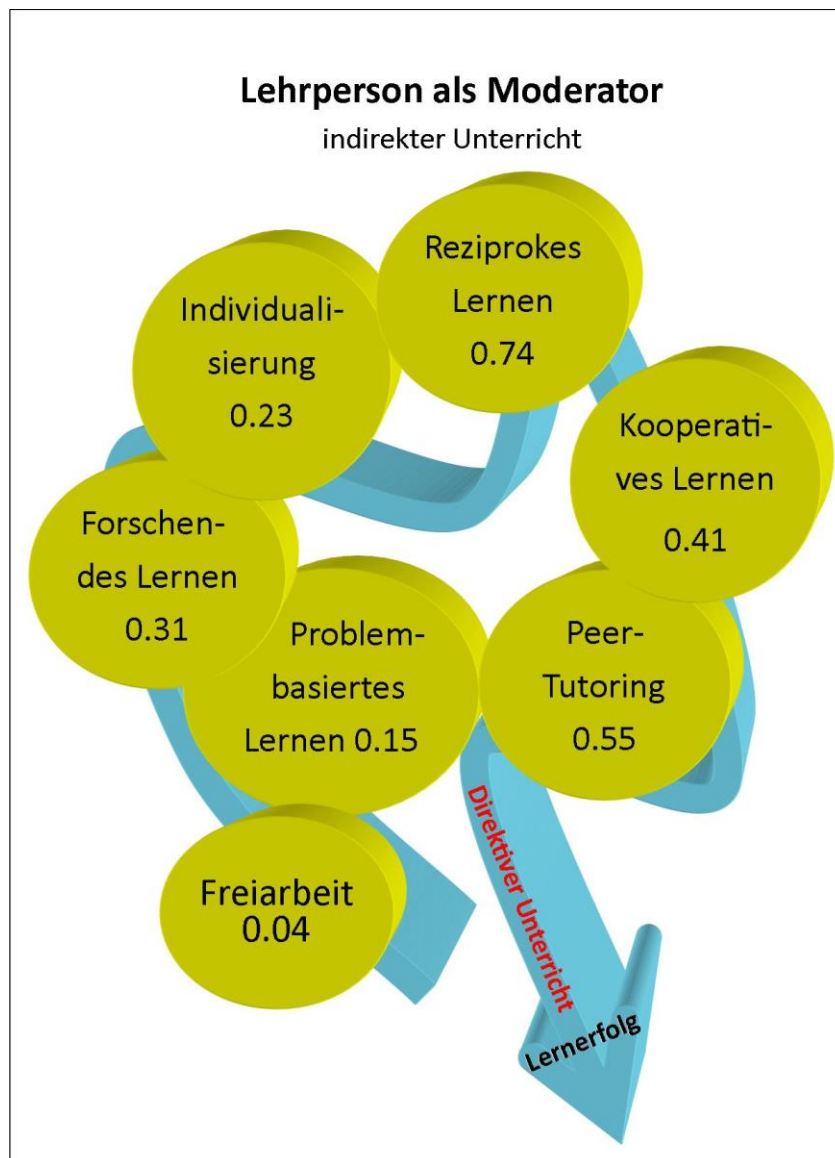 Lehrperson als Moderator
indirekter Unterricht
Reziprokes
Lernen
0.74
Individuali-
sierung
0.23
Kooperati-
ves Lernen
0.41
Forschen-
des Lernen
0.31
Problem-
basiertes
Lernen 0.15
Peer-
Tutoring
0.55
Freiarbeit
0.04
Direktiver Unterricht
Lernerfolg